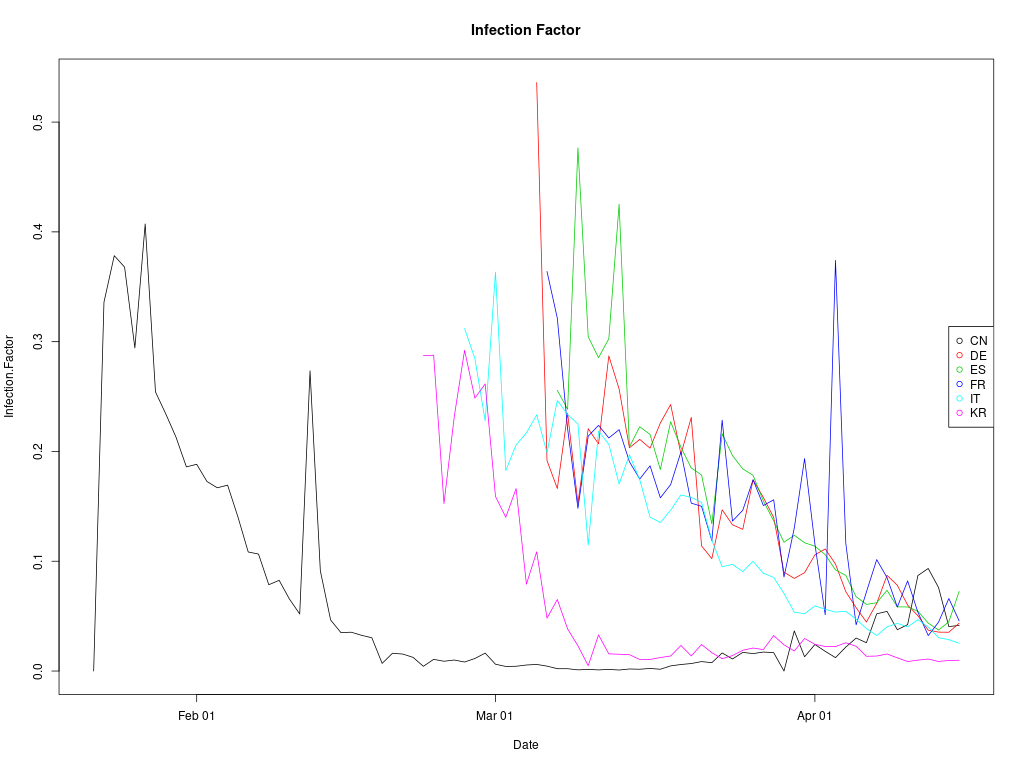 Infection Factor
Infection.Factor
0.5
0.4
0.3
0.2
0.1
0.0
CN
DE
ES
FR
IT
KR
Feb 01
Mar 01
Apr 01
Date